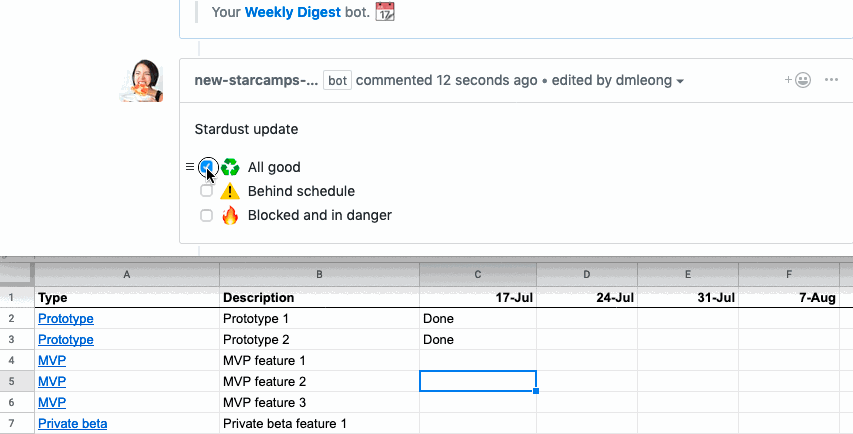 Your Weekly Digest bot.
new-starcamps-... bot commented 12 seconds ago • edited by dmleong
Stardust update
All good
Behind schedule
Blocked and in danger
A B C D E F
1 Type Description 17-Jul 24-Jul 31-Jul 7-Aug
2 Prototype Prototype 1 Done
3 Prototype Prototype 2 Done
4 MVP MVP feature 1
5 MVP MVP feature 2
6 MVP MVP feature 3
7 Private beta Private beta feature 1